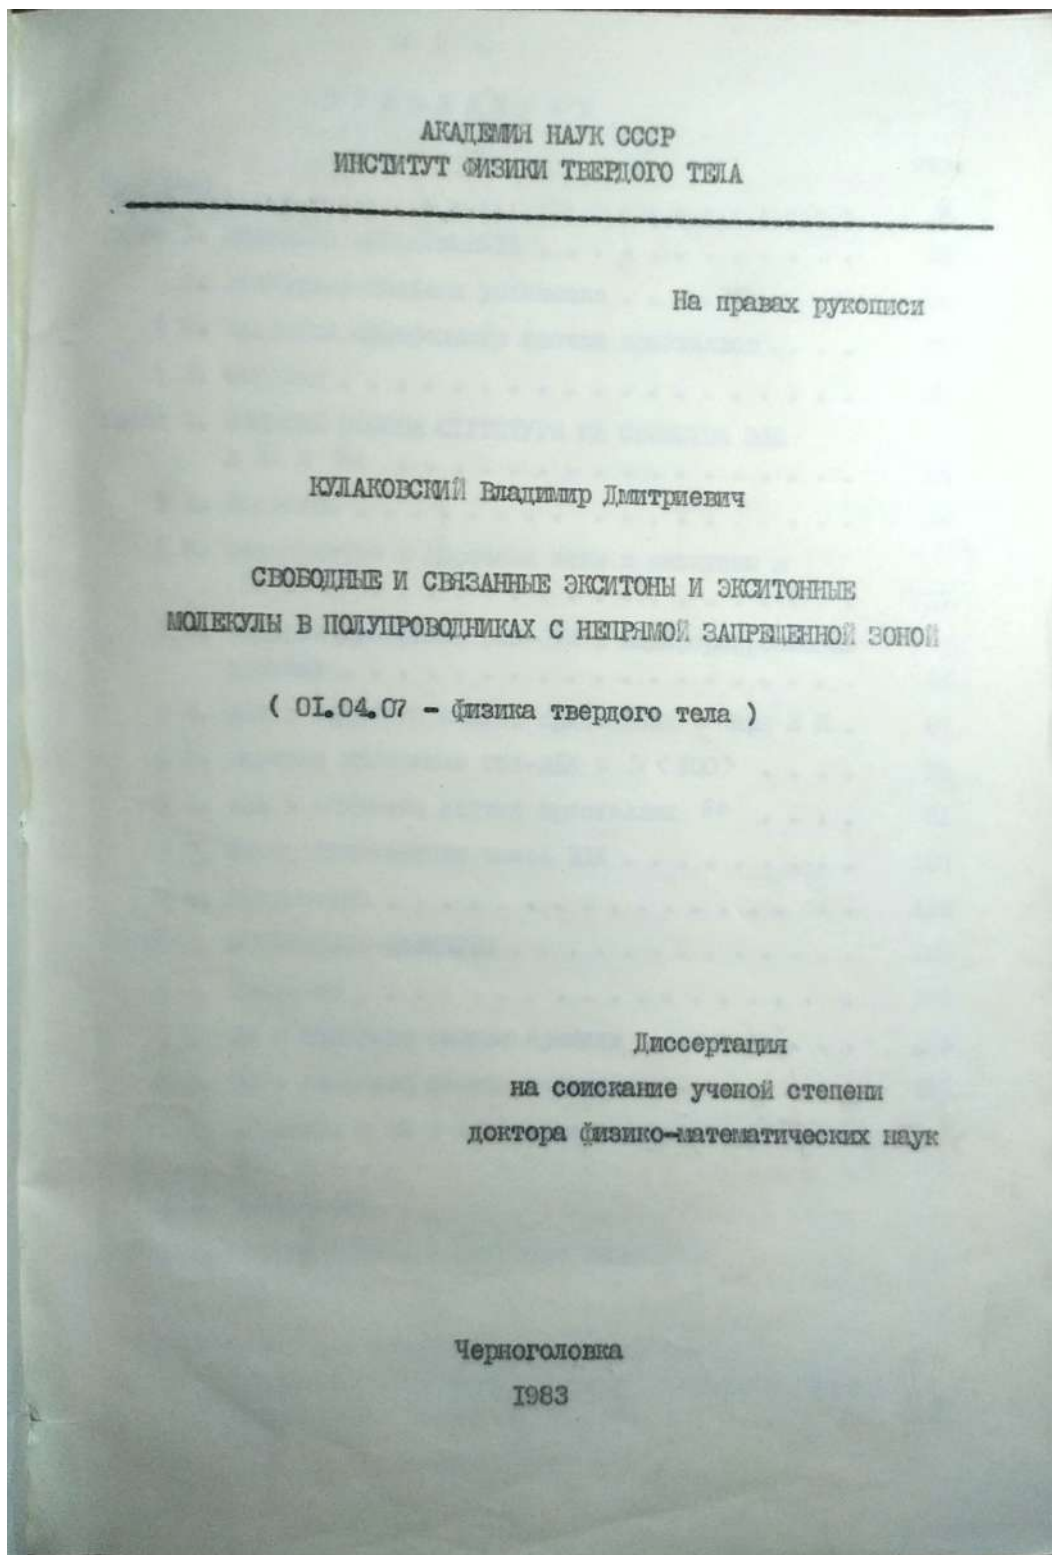 АКАДЕМИЯ НАУК СССР
ИНСТИТУТ ФИЗИКИ ТВЕРДОГО ТЕЛА
На правах рукописи
КУЛАКОВСКИЙ Владимир Дмитриевич
СВОБОДНЫЕ И СВЯЗАННЫЕ ЭКСИТОНЫ И ЭКСИТОННЫЕ
МОЛЕКУЛЫ В ПОЛУПРОВОДНИКАХ С НЕПРЯМОЙ ЗАПРЕЩЕННОЙ ЗОНОЙ
( 01.04.07 - физика твердого тела )
Диссертация
на соискание ученой степени
доктора физико-математических наук
Черноголовка
1983